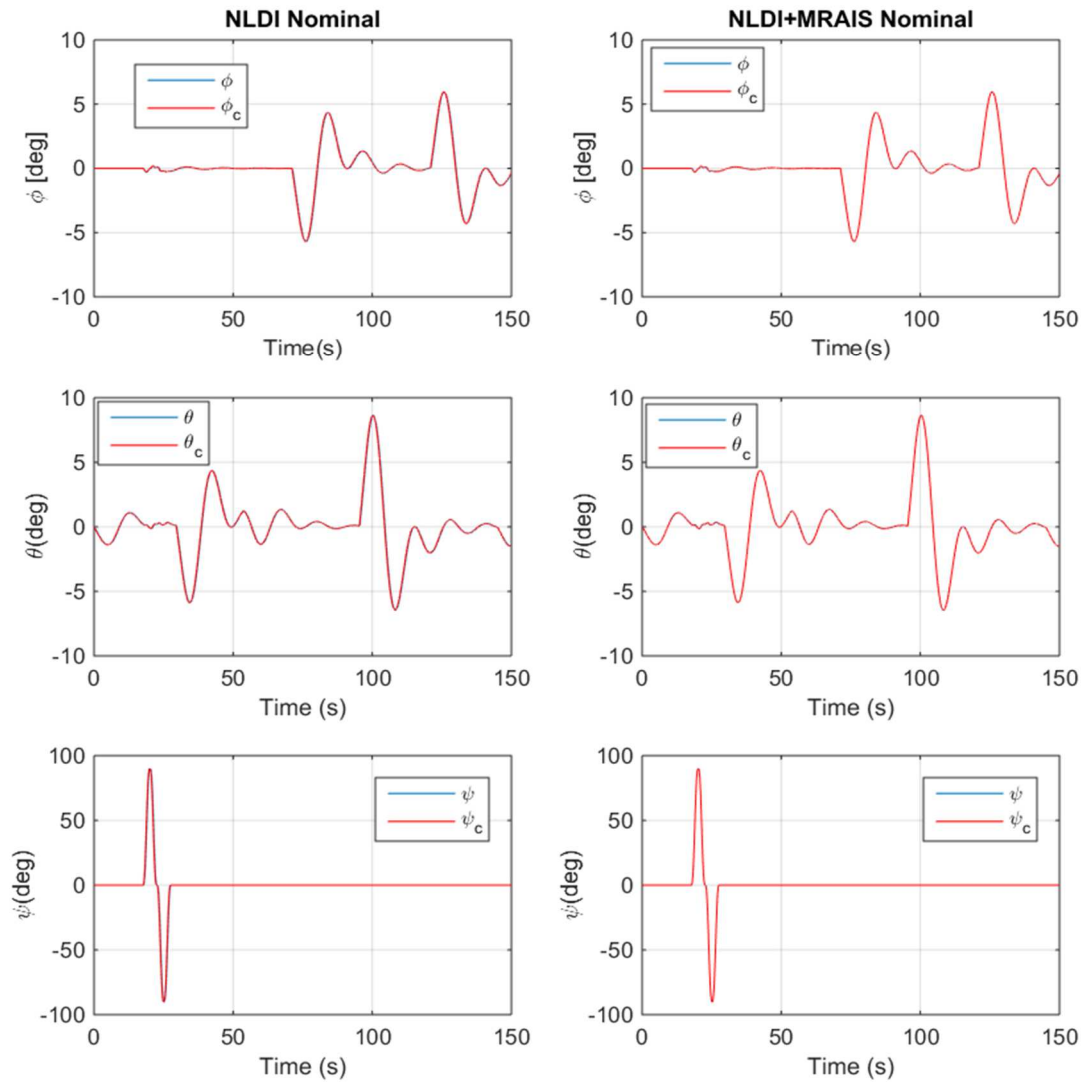 NLDI Nominal
NLDI+MRAIS Nominal
10
5
0
-5
-10
ϕ [deg]
ϕ
ϕc
0 50 100 150
Time(s)
10
5
0
-5
-10
ϕ [deg]
ϕ
ϕc
0 50 100 150
Time(s)
10
5
0
-5
-10
θ(deg)
θ
θc
0 50 100 150
Time (s)
10
5
0
-5
-10
θ(deg)
θ
θc
0 50 100 150
Time (s)
100
50
0
-50
-100
ψ(deg)
ψ
ψc
0 50 100 150
Time (s)
100
50
0
-50
-100
ψ(deg)
ψ
ψc
0 50 100 150
Time (s)